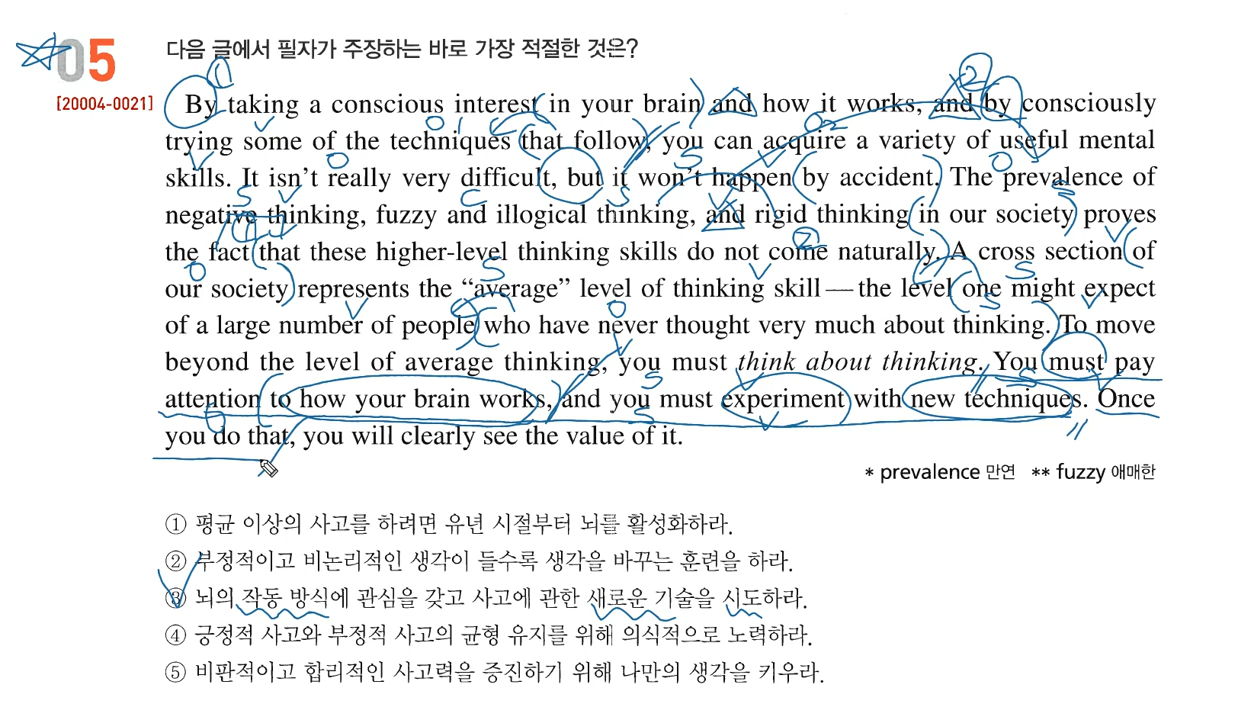 05
다음 글에서 필자가 주장하는 바로 가장 적절한 것은?
[20004-0021]
By taking a conscious interest in your brain and how it works, and by consciously
trying some of the techniques that follow, you can acquire a variety of useful mental
skills. It isn't really very difficult, but it won't happen by accident. The prevalence of
negative thinking, fuzzy and illogical thinking, and rigid thinking in our society proves
the fact that these higher-level thinking skills do not come naturally. A cross section of
our society represents the “average” level of thinking skill—the level one might expect
of a large number of people who have never thought very much about thinking. To move
beyond the level of average thinking, you must think about thinking. You must pay
attention to how your brain works, and you must experiment with new techniques. Once
you do that, you will clearly see the value of it.
* prevalence 만연 ** fuzzy 애매한
① 평균 이상의 사고를 하려면 유년 시절부터 뇌를 활성화하라.
② 부정적이고 비논리적인 생각이 들수록 생각을 바꾸는 훈련을 하라.
③ 뇌의 작동 방식에 관심을 갖고 사고에 관한 새로운 기술을 시도하라.
④ 긍정적 사고와 부정적 사고의 균형 유지를 위해 의식적으로 노력하라.
⑤ 비판적이고 합리적인 사고력을 증진하기 위해 나만의 생각을 키우라.